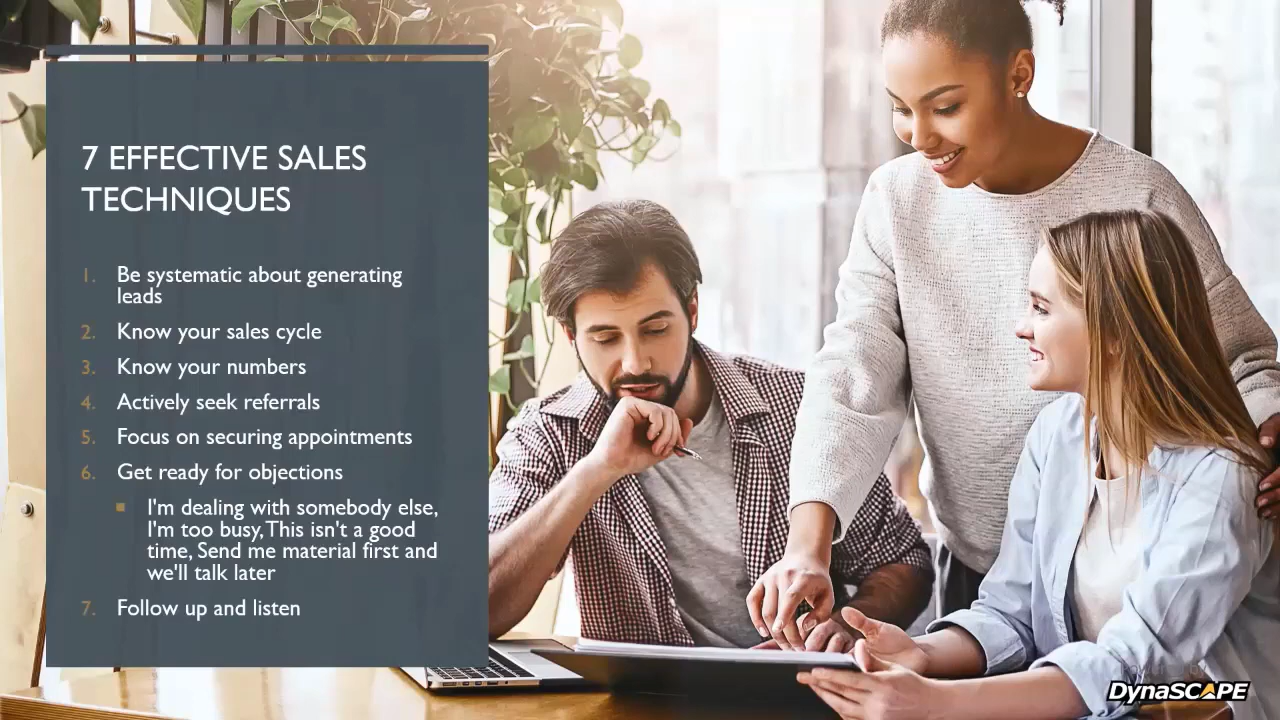 7 EFFECTIVE SALES
TECHNIQUES
1. Be systematic about generating
leads
2. Know your sales cycle
3. Know your numbers
4. Actively seek referrals
5. Focus on securing appointments
6. Get ready for objections
I'm dealing with somebody else,
I'm too busy, This isn't a good
time, Send me material first and
we'll talk later
7. Follow up and listen
DynaSCAPE